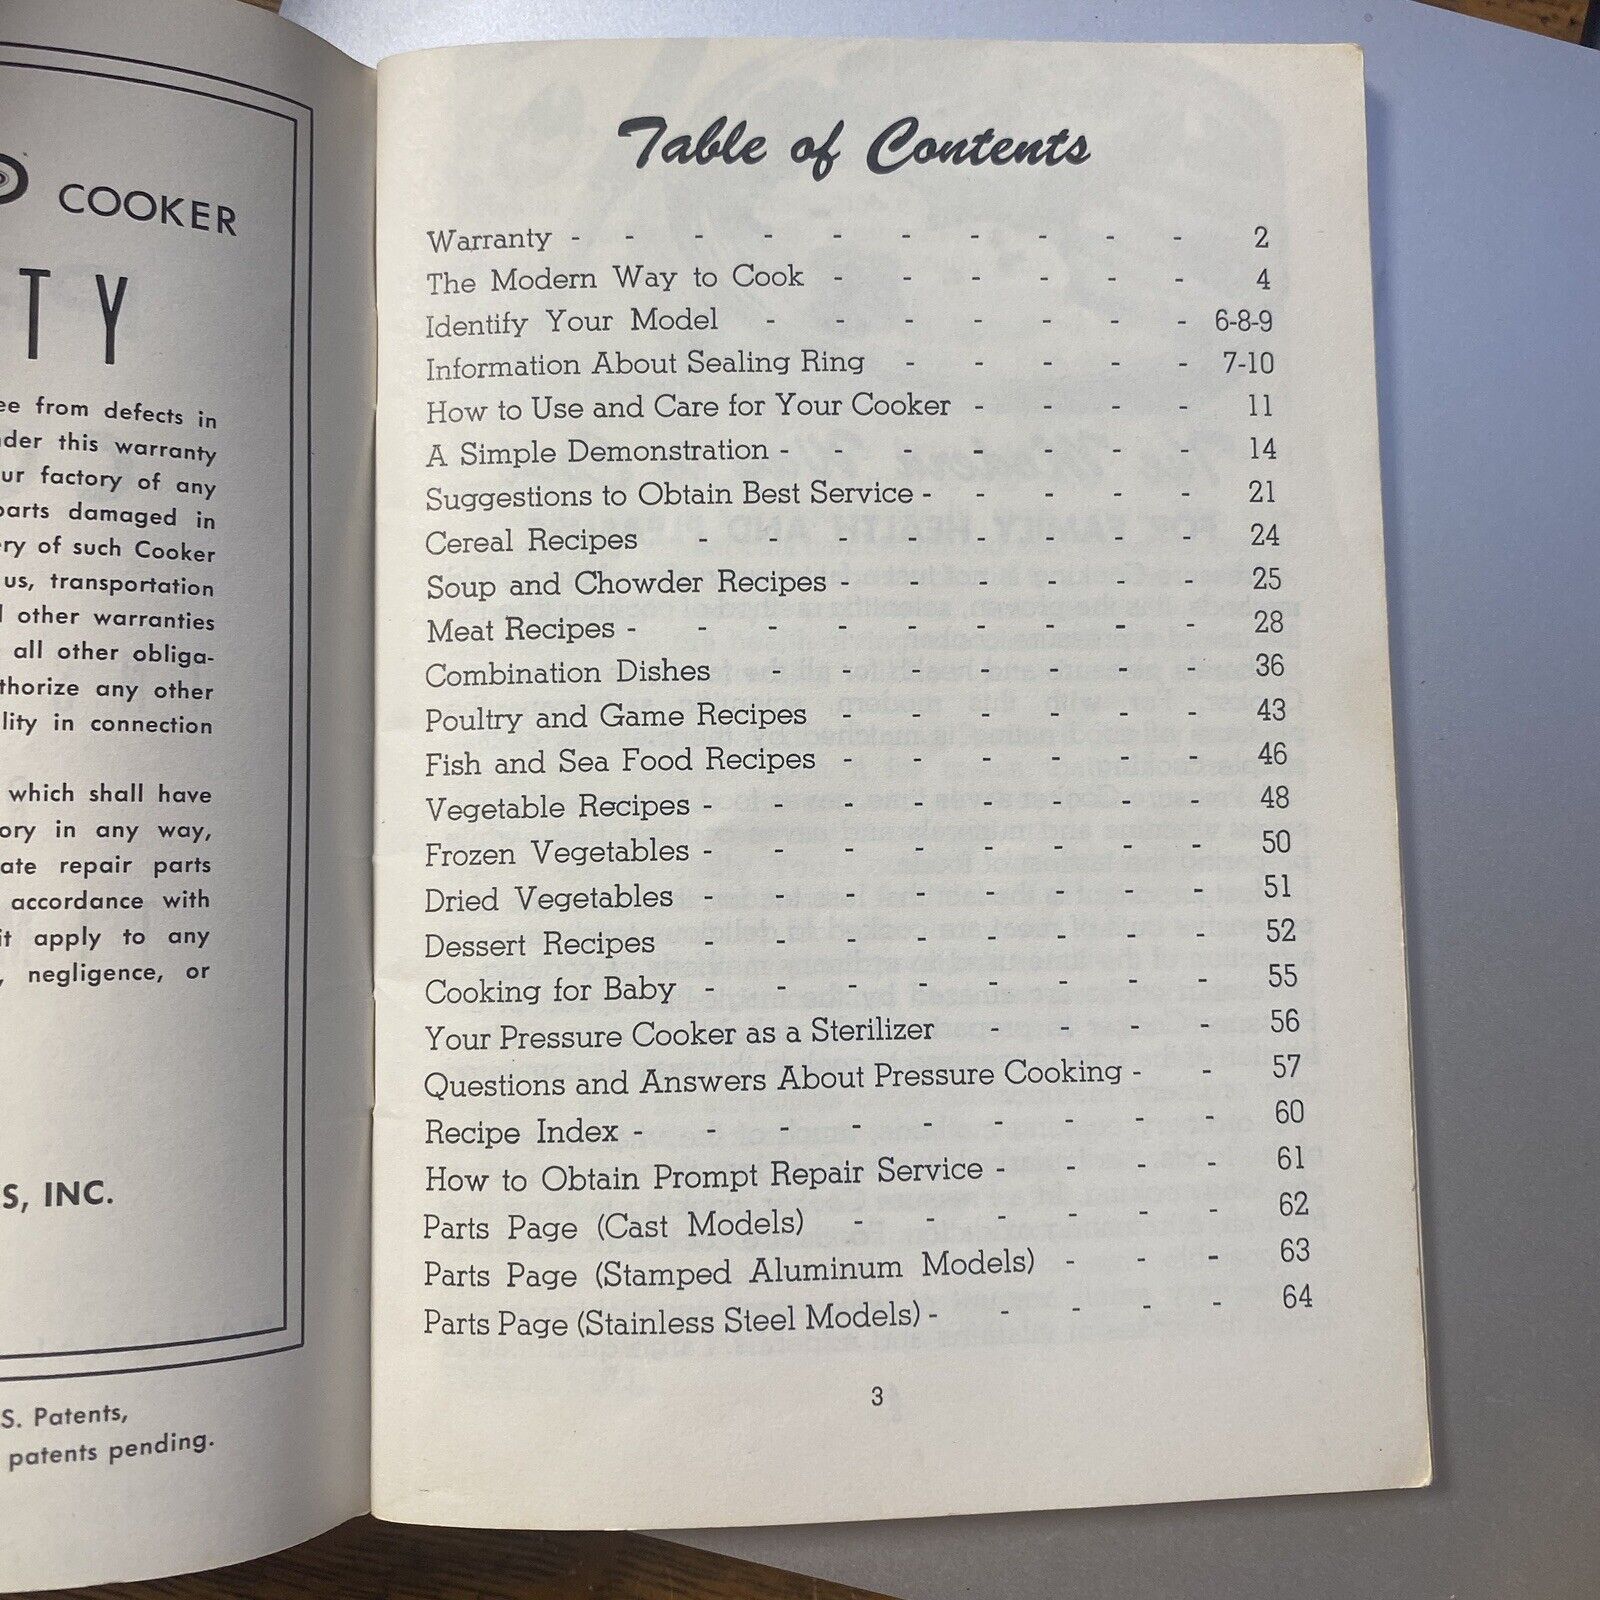 COOKER
TY
ee from defects in
der this warranty
ur factory of any
parts damaged in
ery of such Cooker
us, transportation
other warranties
all other obliga-
thorize any other
lity in connection
which shall have
ory in any way,
ate repair parts
accordance with
it apply to any
, negligence, or
S, INC.
S. Patents,
patents pending.
Table of Contents
Warranty - - - - - - - - - - 2
The Modern Way to Cook - - - - - - 4
Identify Your Model - - - - - - - 6-8-9
Information About Sealing Ring - - - - - 7-10
How to Use and Care for Your Cooker - - - - 11
A Simple Demonstration - - - - - - - 14
Suggestions to Obtain Best Service - - - - - 21
Cereal Recipes - - - - - - - - 24
Soup and Chowder Recipes - - - - - - 25
Meat Recipes - - - - - - - - - 28
Combination Dishes - - - - - - - 36
Poultry and Game Recipes - - - - - - 43
Fish and Sea Food Recipes - - - - - - 46
Vegetable Recipes - - - - - - - - 48
Frozen Vegetables - - - - - - - - 50
Dried Vegetables - - - - - - - - 51
Dessert Recipes - - - - - - - - 52
Cooking for Baby - - - - - - - - 55
Your Pressure Cooker as a Sterilizer - - - - 56
Questions and Answers About Pressure Cooking - - 57
Recipe Index - - - - - - - - - 60
How to Obtain Prompt Repair Service - - - - 61
Parts Page (Cast Models) - - - - - - 62
Parts Page (Stamped Aluminum Models) - - - 63
Parts Page (Stainless Steel Models) - - - - - 64
3